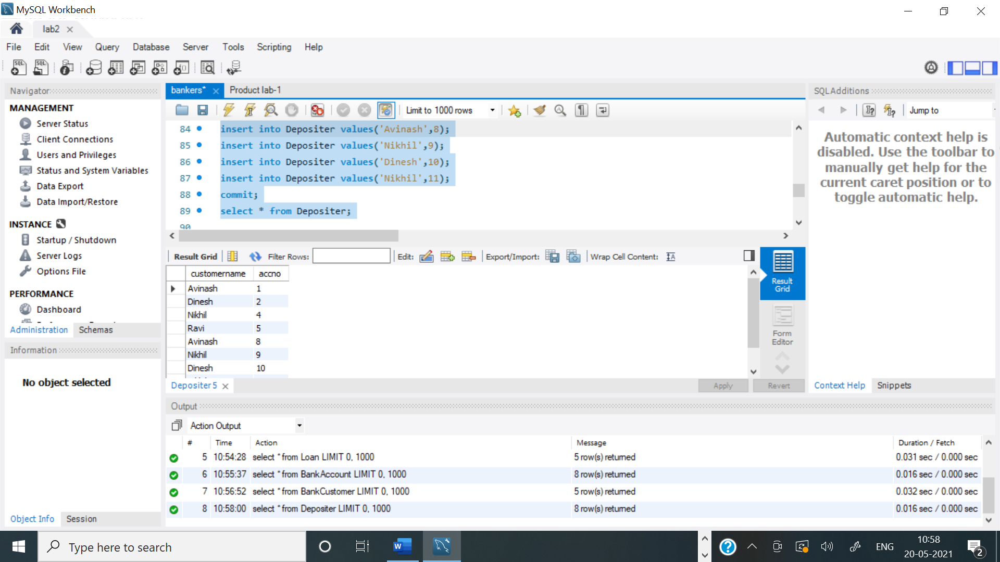 MySQL Workbench
lab2
File Edit View Query Database Server Tools Scripting Help
Navigator
MANAGEMENT
Server Status
Client Connections
Users and Privileges
Status and System Variables
Data Export
Data Import/Restore
INSTANCE
Startup / Shutdown
Server Logs
Options File
PERFORMANCE
Dashboard
Administration Schemas
Information
No object selected
Object Info Session
bankers* Product lab-1
Limit to 1000 rows
84 insert into Depositer values('Avinash',8);
85 insert into Depositer values('Nikhil',9);
86 insert into Depositer values('Dinesh',10);
87 insert into Depositer values('Nikhil',11);
88 commit;
89 select * from Depositer;
90
Result Grid Filter Rows: Edit: Export/Import: Wrap Cell Content:
customername accno
Avinash 1
Dinesh 2
Nikhil 4
Ravi 5
Avinash 8
Nikhil 9
Dinesh 10
Result
Grid
Form
Editor
Depositer 5
Apply Revert
SQLAdditions
Jump to
Automatic context help is
disabled. Use the toolbar to
manually get help for the
current caret position or to
toggle automatic help.
Context Help Snippets
Output
Action Output
# Time Action Message Duration / Fetch
5 10:54:28 select * from Loan LIMIT 0, 1000 5 row(s) returned 0.031 sec / 0.000 sec
6 10:55:37 select * from BankAccount LIMIT 0, 1000 8 row(s) returned 0.016 sec / 0.000 sec
7 10:56:52 select * from BankCustomer LIMIT 0, 1000 5 row(s) returned 0.032 sec / 0.000 sec
8 10:58:00 select * from Depositer LIMIT 0, 1000 8 row(s) returned 0.016 sec / 0.000 sec
Type here to search
ENG
10:58
20-05-2021
2